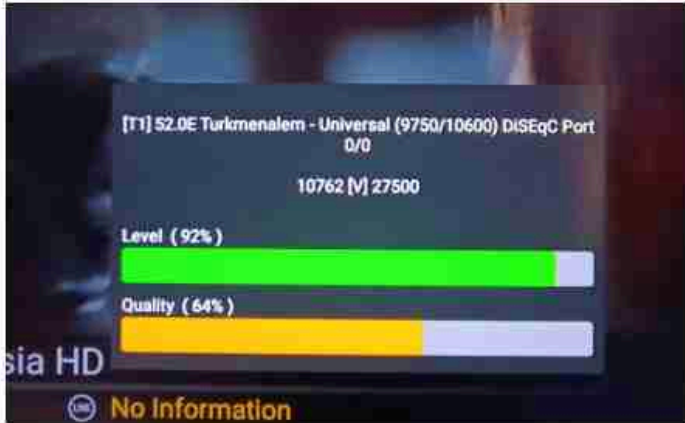 [T1] 52.0E Turkmenalem - Universal (9750/10600) DiSEqC Port
0/0
10762 [V] 27500
Level ( 92% )
Quality ( 64% )
sia HD
No Information